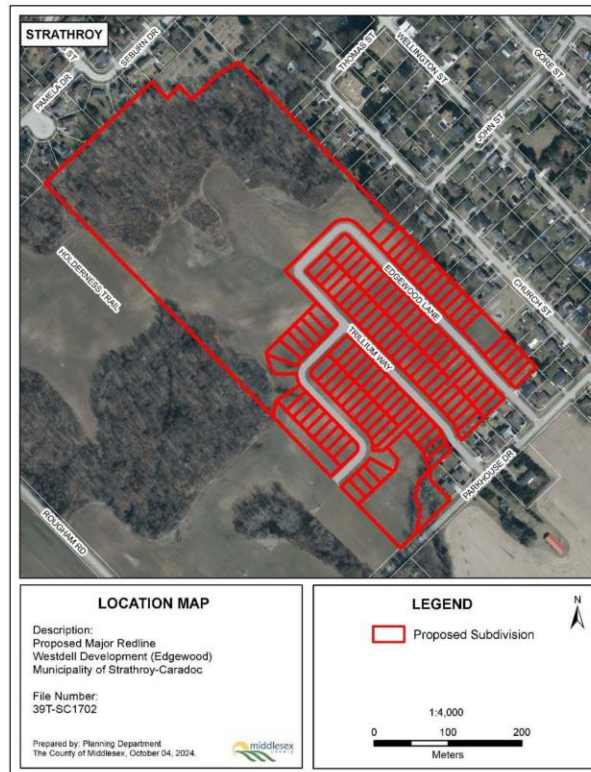 STRATHROY
SEBURN DR
PAMELA DR
THOMAS ST
WELLINGTON ST
GORE ST
JOHN ST
HOLDERNESS TRAIL
EDGEWOOD LANE
CHURCH ST
TRILLIUM WAY
PARKHOUSE DR
ROUGHAM RD
LOCATION MAP
Description:
Proposed Major Redline
Westdell Development (Edgewood)
Municipality of Strathroy-Caradoc
File Number:
39T-SC1702
Prepared by: Planning Department
The County of Middlesex, October 04, 2024.
middlesex
county
LEGEND
N
Proposed Subdivision
1:4,000
0 100 200
Meters